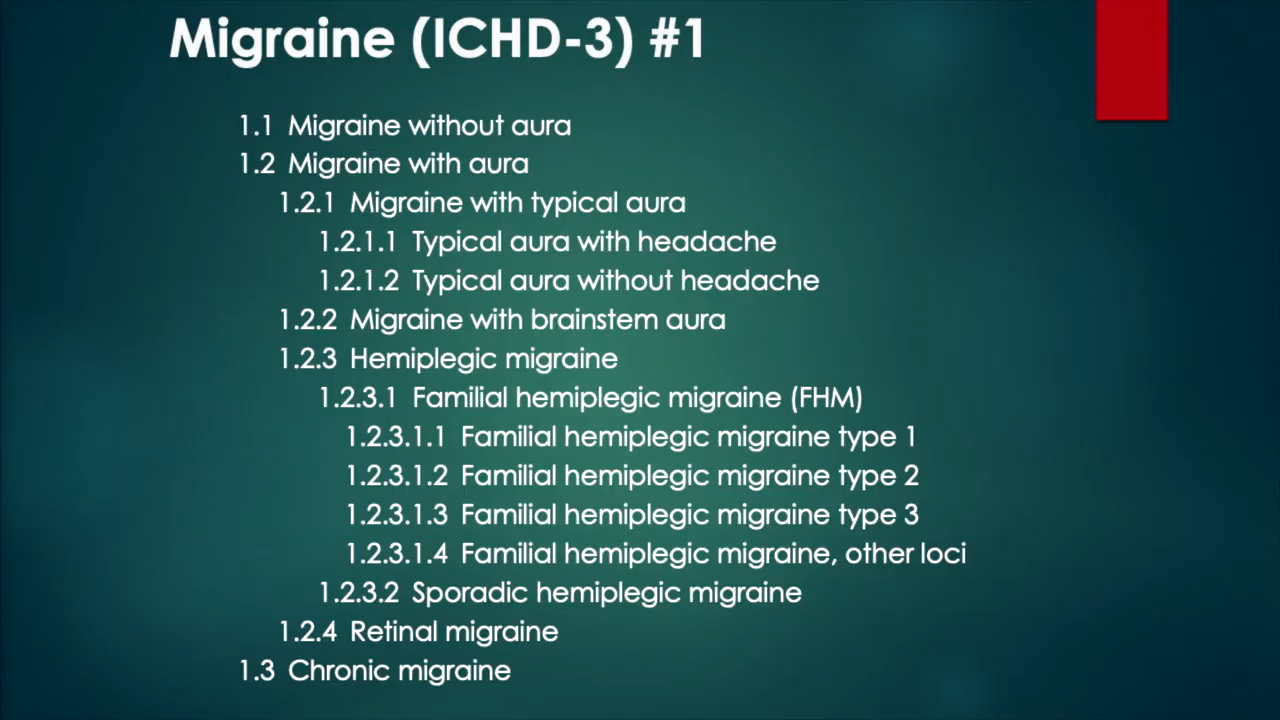 Migraine (ICHD-3) #1
1.1 Migraine without aura
1.2 Migraine with aura
1.2.1 Migraine with typical aura
1.2.1.1 Typical aura with headache
1.2.1.2 Typical aura without headache
1.2.2 Migraine with brainstem aura
1.2.3 Hemiplegic migraine
1.2.3.1 Familial hemiplegic migraine (FHM)
1.2.3.1.1 Familial hemiplegic migraine type 1
1.2.3.1.2 Familial hemiplegic migraine type 2
1.2.3.1.3 Familial hemiplegic migraine type 3
1.2.3.1.4 Familial hemiplegic migraine, other loci
1.2.3.2 Sporadic hemiplegic migraine
1.2.4 Retinal migraine
1.3 Chronic migraine